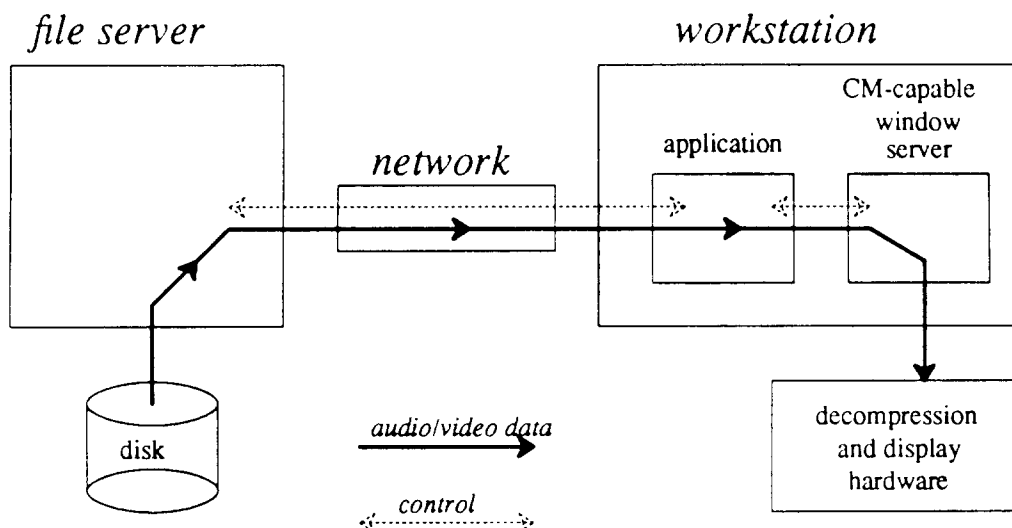 file server
workstation
CM-capable
window
server
application
network
disk
audio/video data
control
decompression
and display
hardware